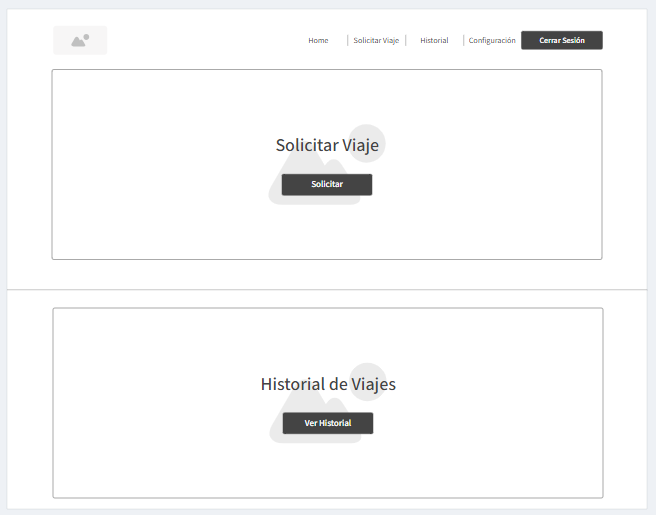 Home
Solicitar Viaje
Historial
Configuración
Cerrar Sesión
Solicitar Viaje
Solicitar
Historial de Viajes
Ver Historial